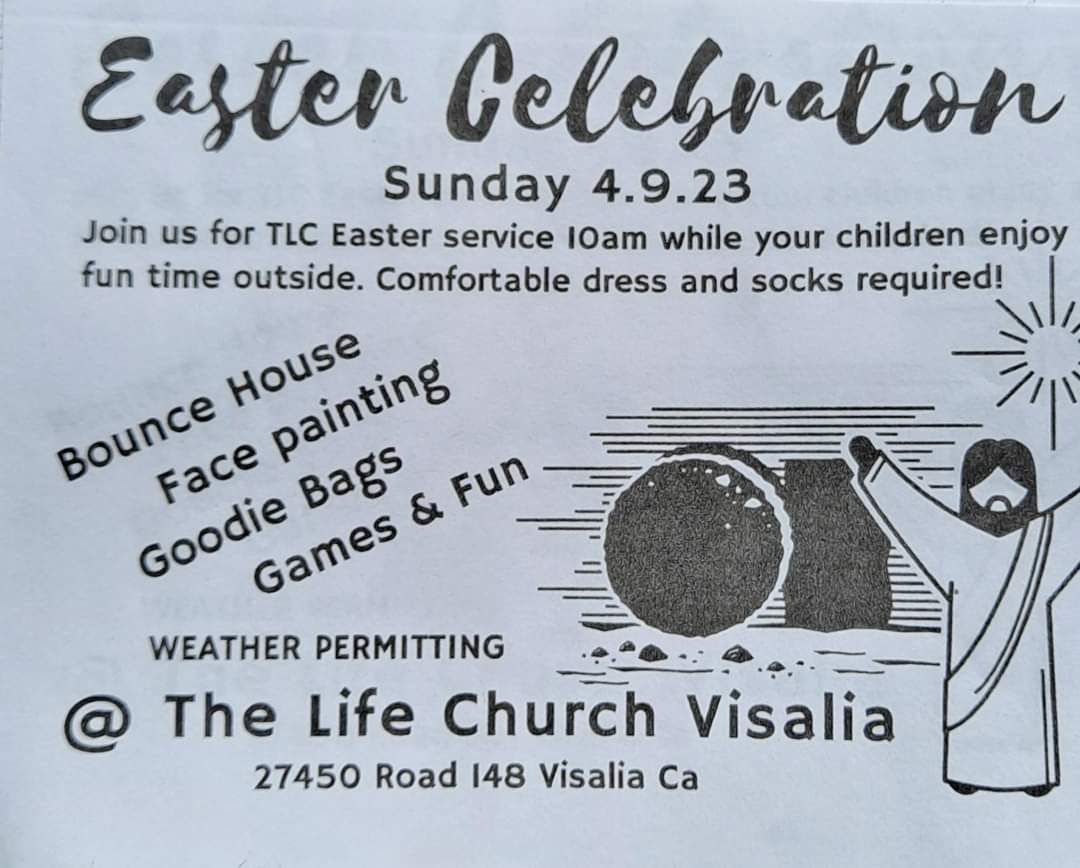 Easter Celebration
Sunday 4.9.23
Join us for TLC Easter service 10am while your children enjoy
fun time outside. Comfortable dress and socks required!
Bounce House
Face painting
Goodie Bags
Games & Fun
WEATHER PERMITTING
@ The Life Church Visalia
27450 Road 148 Visalia Ca